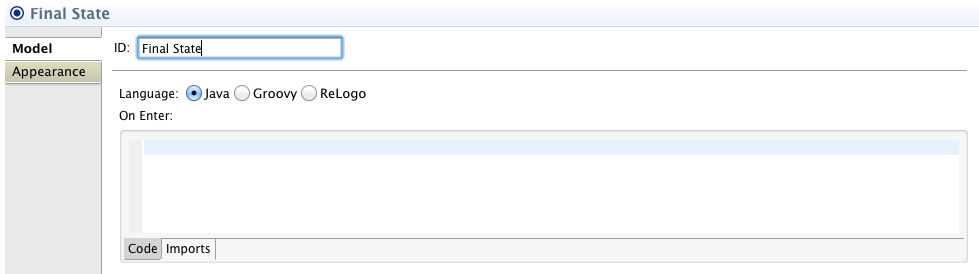 Final State
Model
ID: Final State
Appearance
Language: Java Groovy ReLogo
On Enter:
Code Imports